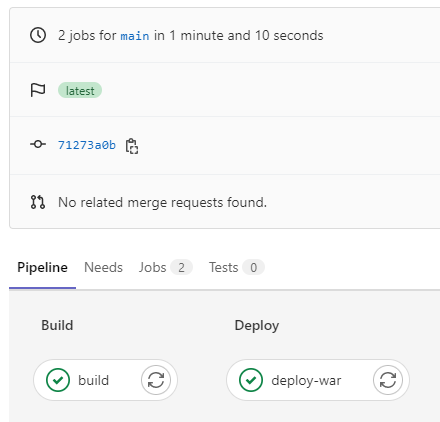 2 jobs for main in 1 minute and 10 seconds
latest
71273a0b
No related merge requests found.
Pipeline Needs Jobs 2 Tests 0
Build Deploy
build deploy-war